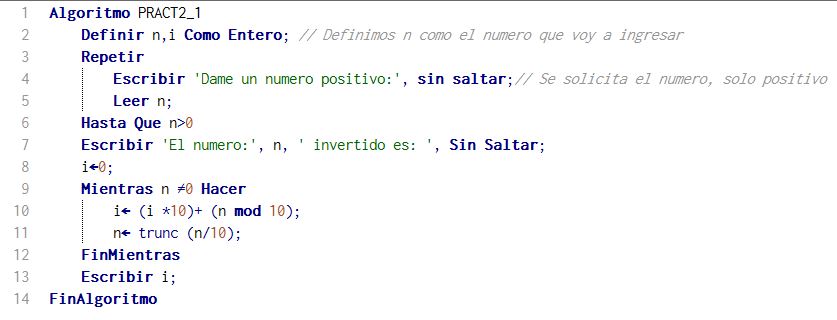 1 Algoritmo PRACT2_1
2 Definir n,i Como Entero; // Definimos n como el numero que voy a ingresar
3 Repetir
4 Escribir 'Dame un numero positivo:', sin saltar;// Se solicita el numero, solo positivo
5 Leer n;
6 Hasta Que n>0
7 Escribir 'El numero:', n, ' invertido es: ', Sin Saltar;
8 i←0;
9 Mientras n ≠0 Hacer
10 i← (i *10)+ (n mod 10);
11 n← trunc (n/10);
12 FinMientras
13 Escribir i;
14 FinAlgoritmo